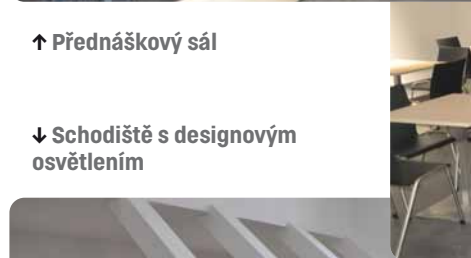 ↑ Přednáškový sál
↓ Schodiště s designovým
osvětlením